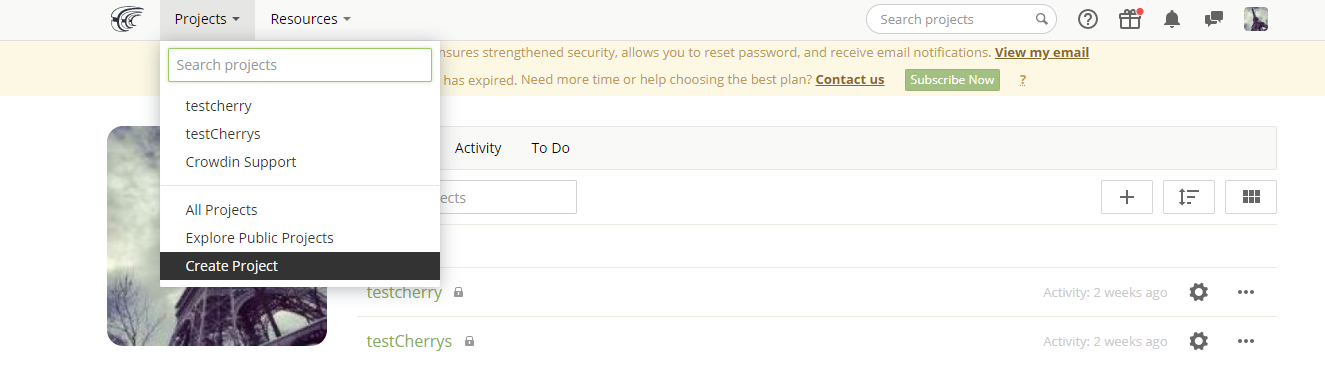 Projects Resources Search projects
Search projects
nsures strengthened security, allows you to reset password, and receive email notifications. View my email
has expired. Need more time or help choosing the best plan? Contact us Subscribe Now ?
testcherry
testCherrys
Crowdin Support
All Projects
Explore Public Projects
Create Project
Activity To Do
ects
testcherry Activity: 2 weeks ago
testCherrys Activity: 2 weeks ago